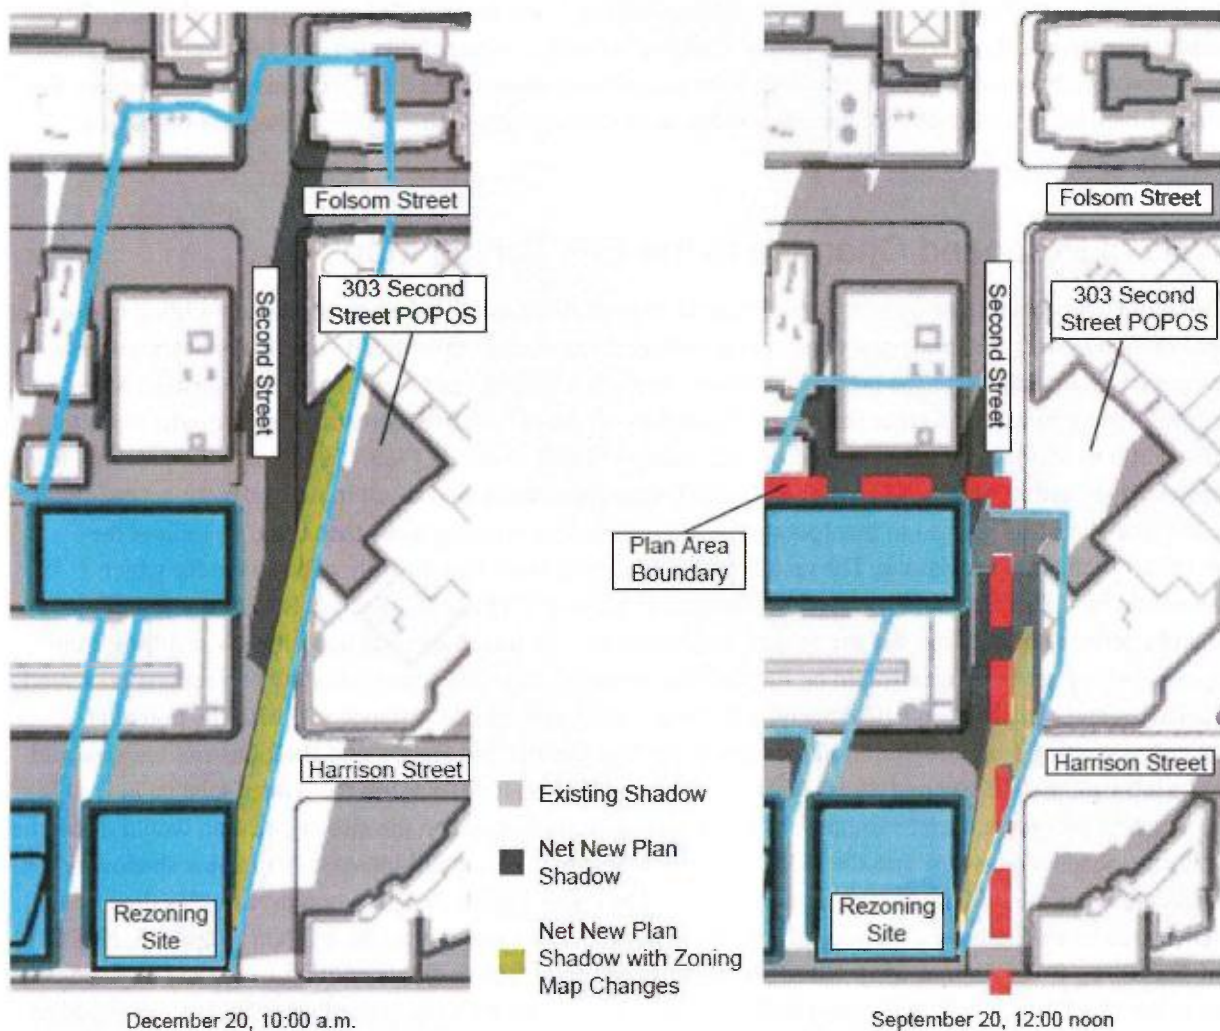 Folsom Street
303 Second
Street POPOS
Second Street
Harrison Street
Rezoning
Site
December 20, 10:00 a.m.
Plan Area
Boundary
Existing Shadow
Net New Plan
Shadow
Net New Plan
Shadow with Zoning
Map Changes
Folsom Street
303 Second
Street POPOS
Second Street
Harrison Street
Rezoning
Site
September 20, 12:00 noon